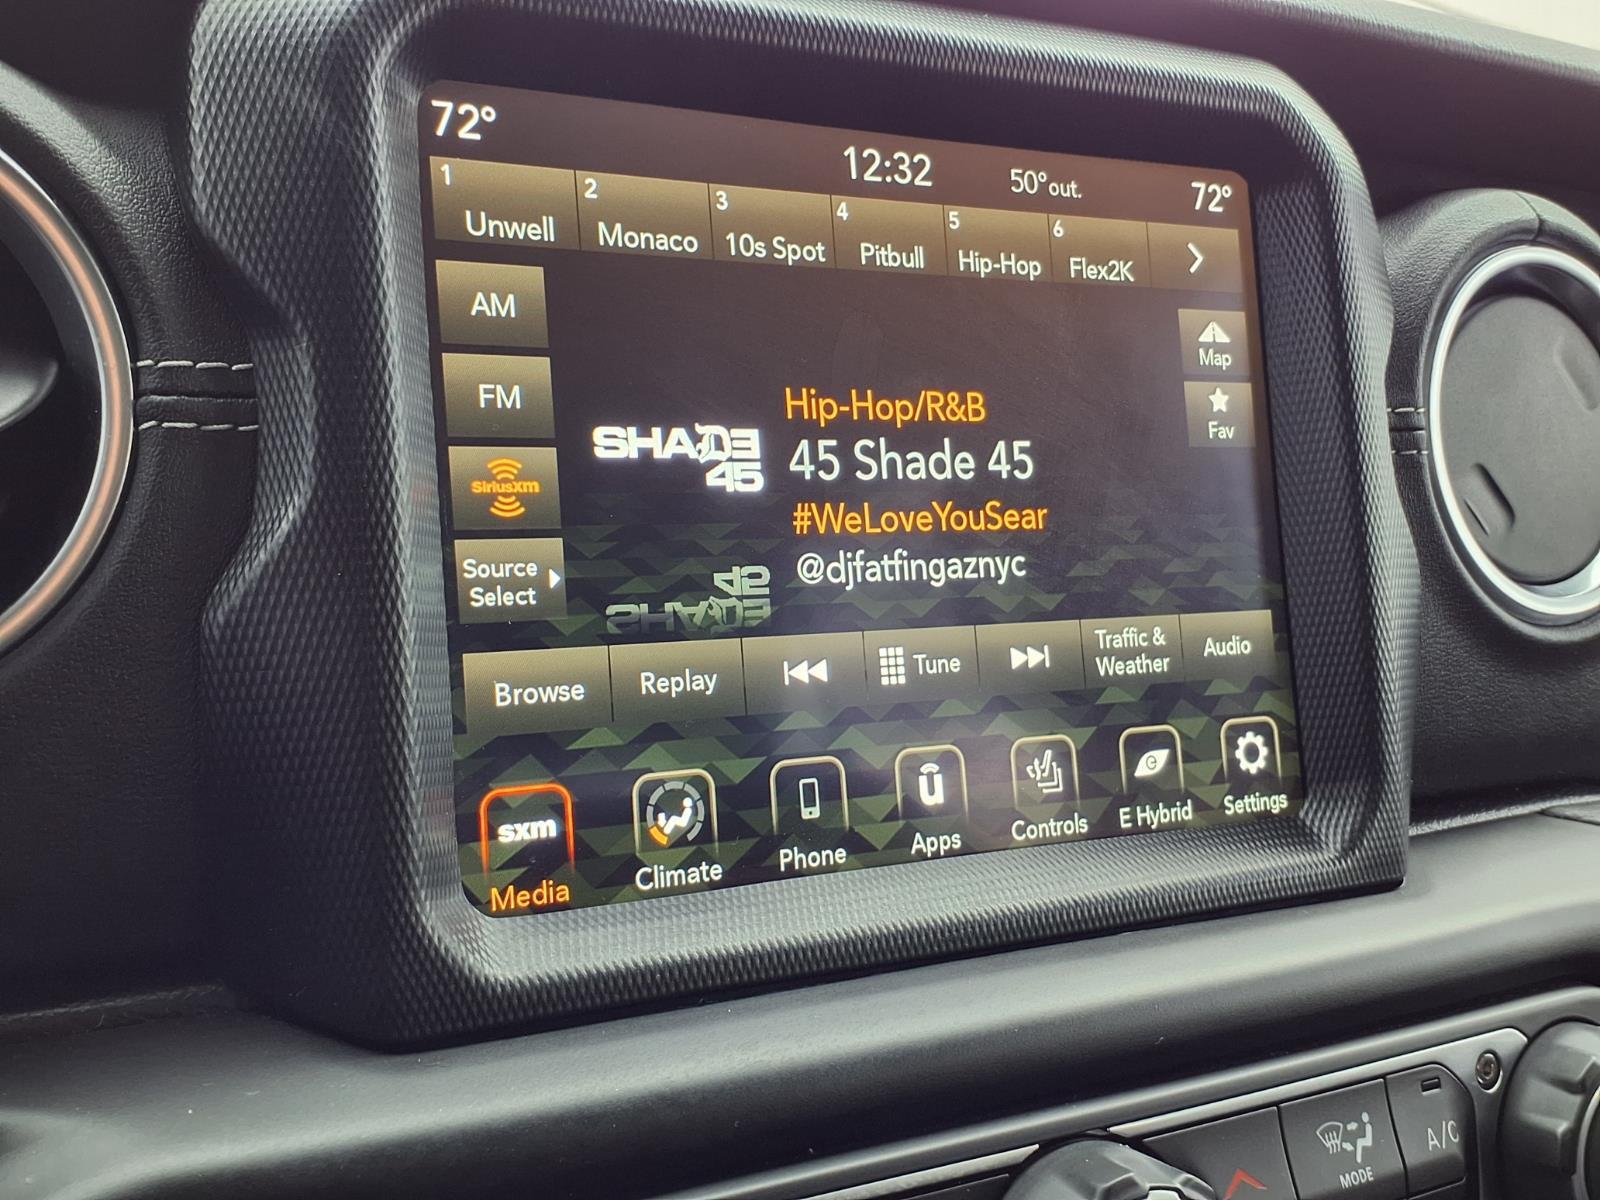 72°
12:32
50° out.
72°
1 Unwell
2 Monaco
3 10s Spot
4 Pitbull
5 Hip-Hop
6 Flex2K
AM
FM
SiriusXM
Source
Select
Map
Fav
SHADE
45
Hip-Hop/R&B
45 Shade 45
#WeLoveYouSear
@djfatfingaznyc
SHADE
45
Browse
Replay
Tune
Traffic &
Weather
Audio
sxm
Media
Climate
Phone
u
Apps
Controls
e
E Hybrid
Settings
MODE
A/C